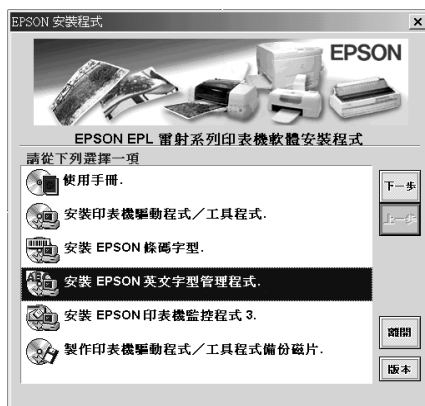 EPSON 安裝程式
EPSON
EPSON EPL 雷射系列印表機軟體安裝程式
請從下列選擇一項
使用手冊.
下一步
安裝印表機驅動程式／工具程式.
上一步
安裝 EPSON 條碼字型.
安裝 EPSON 英文字型管理程式.
安裝 EPSON 印表機監控程式 3.
離開
製作印表機驅動程式／工具程式備份磁片.
版本